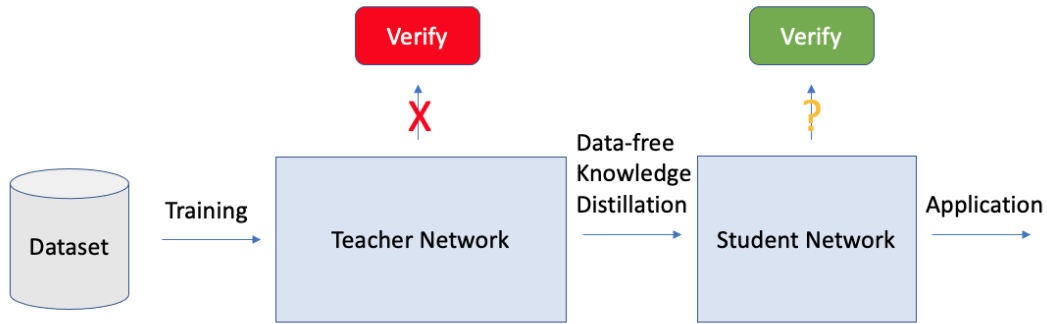 Verify
Verify
X
?
Data-free
Knowledge
Distillation
Training
Application
Dataset
Teacher Network
Student Network